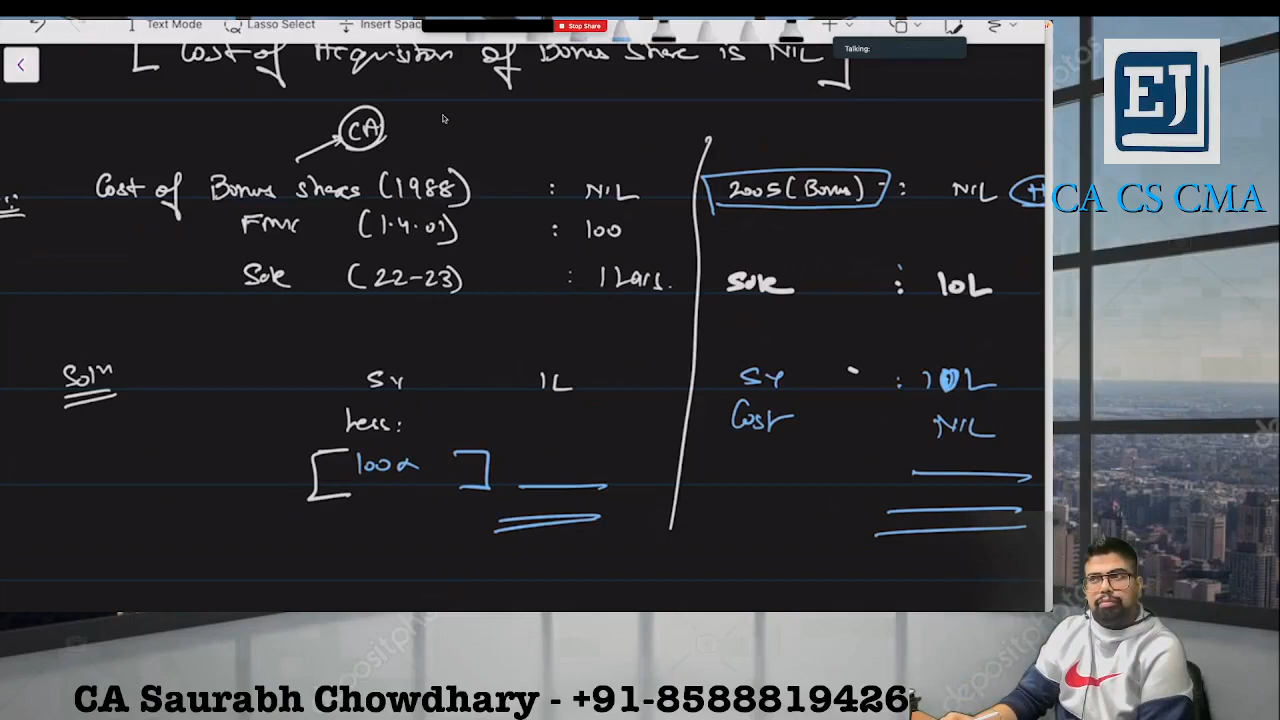 Text Mode
Lasso Select
Insert Spac
Stop Share
Talking:
[ Cost of Acquisition of Bonus Share is NIL ]
CA
Cost of Bonus shares (1988) : NIL
FMV (1.4.01) : 100
Sale (22-23) : 1 Lacs.
2005 (Bonus) : NIL
Sale : 10L
Soln
SV 1L
Less:
[ 100x ]
SV : 10L
Cost NIL
EJ
CA CS CMA
CA Saurabh Chowdhary - +91-8588819426